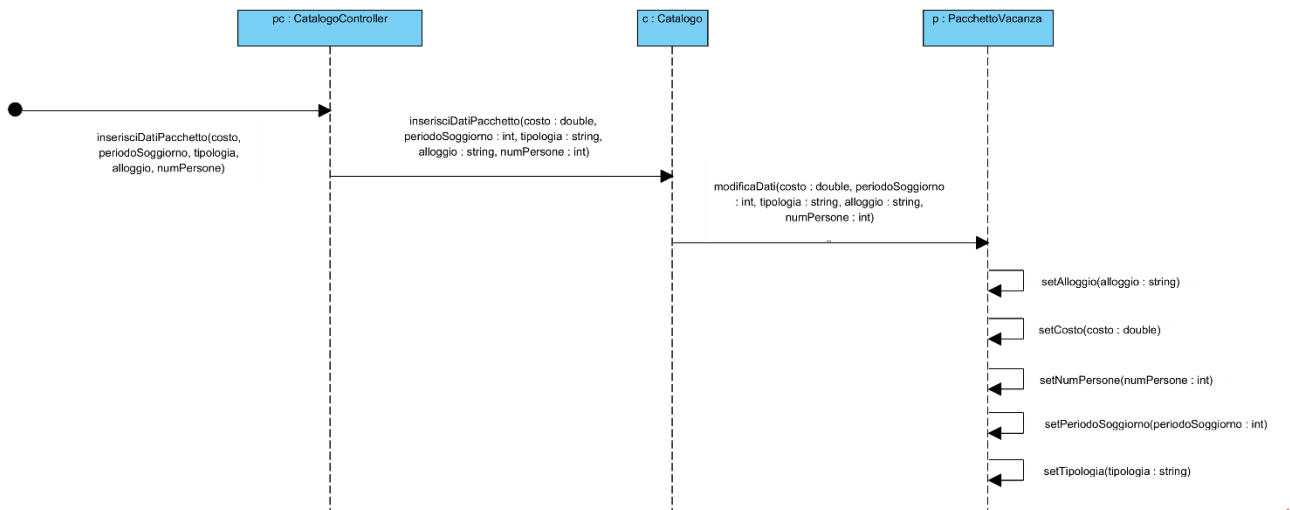 pc : CatalogoController
c : Catalogo
p : PacchettoVacanza
inserisciDatiPacchetto(costo,
periodoSoggiorno, tipologia,
alloggio, numPersone)
inserisciDatiPacchetto(costo : double,
periodoSoggiorno : int, tipologia : string,
alloggio : string, numPersone : int)
modificaDati(costo : double, periodoSoggiorno
: int, tipologia : string, alloggio : string,
numPersone : int)
setAlloggio(alloggio : string)
setCosto(costo : double)
setNumPersone(numPersone : int)
setPeriodoSoggiorno(periodoSoggiorno : int)
setTipologia(tipologia : string)